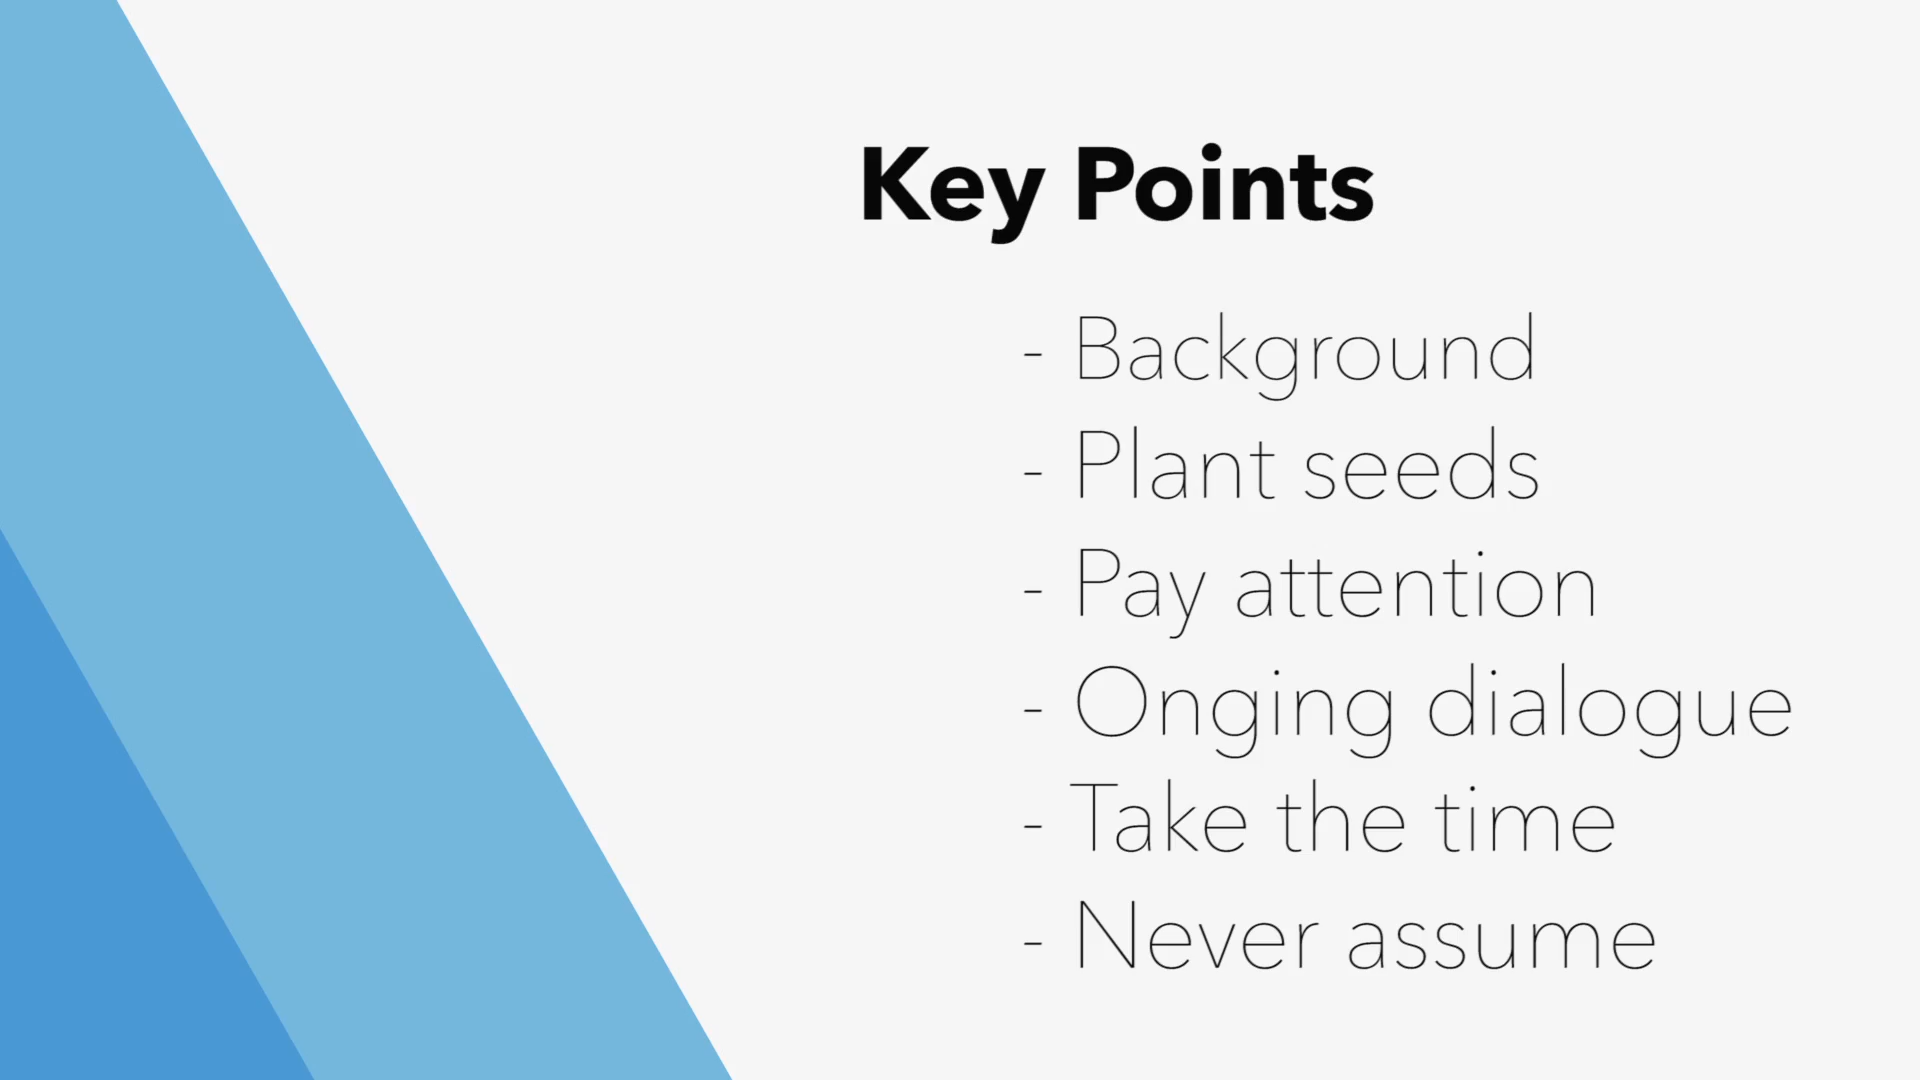 Key Points
- Background
- Plant seeds
- Pay attention
- Onging dialogue
- Take the time
- Never assume